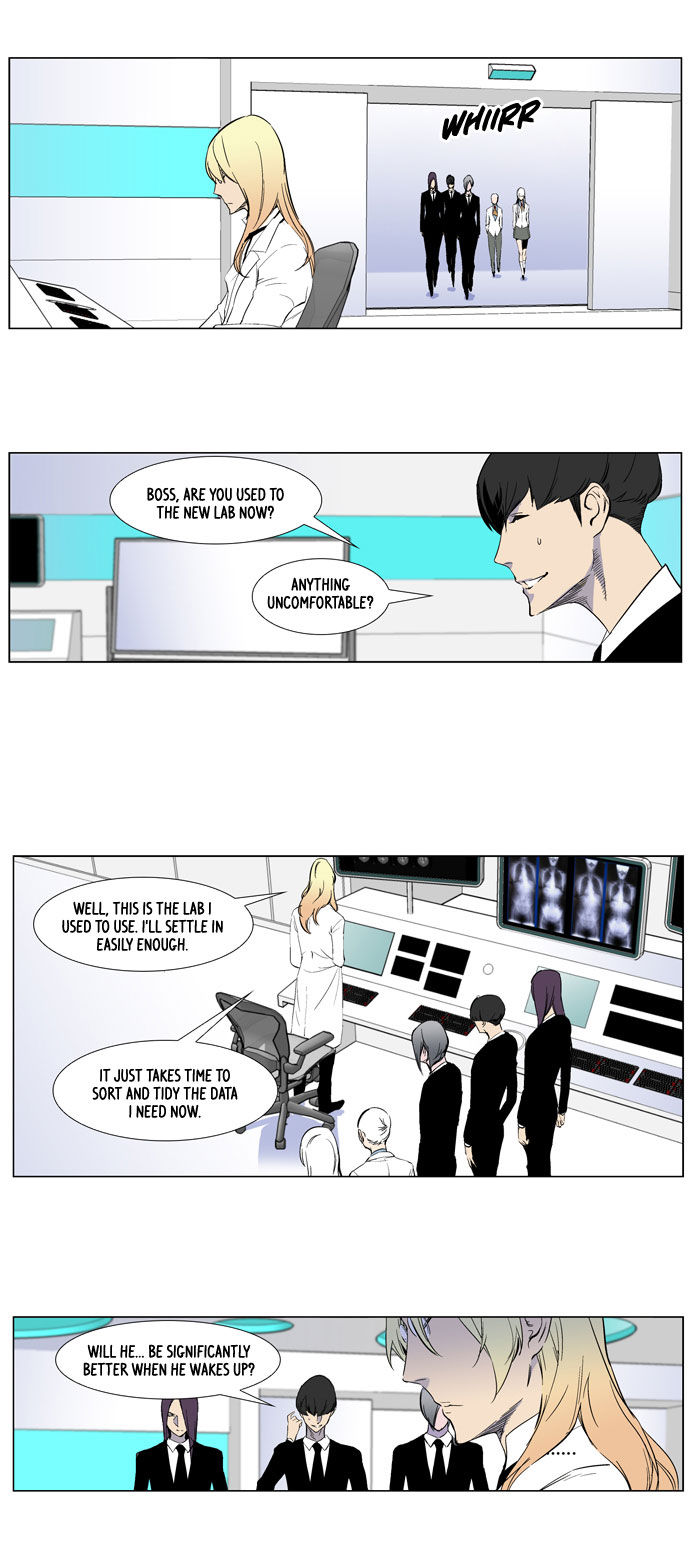 WHIIRR
BOSS, ARE YOU USED TO
THE NEW LAB NOW?
ANYTHING
UNCOMFORTABLE?
WELL, THIS IS THE LAB I
USED TO USE. I'LL SETTLE IN
EASILY ENOUGH.
IT JUST TAKES TIME TO
SORT AND TIDY THE DATA
I NEED NOW.
WILL HE... BE SIGNIFICANTLY
BETTER WHEN HE WAKES UP?
......